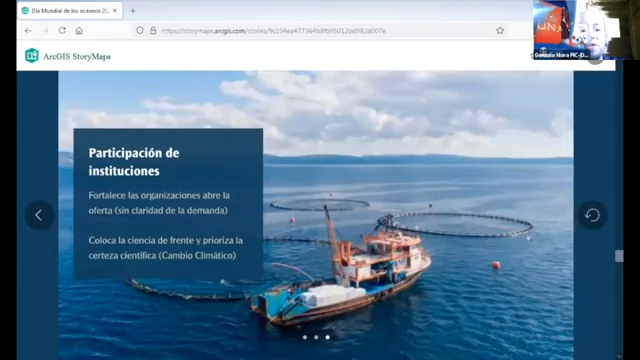 Día Mundial de los océanos 20
https://storymaps.arcgis.com/stories/
ArcGIS StoryMaps
UNA
Gonzalo Mora PIC-ID...
Participación de
instituciones
Fortalece las organizaciones abre la
oferta (sin claridad de la demanda)
Coloca la ciencia de frente y prioriza la
certeza científica (Cambio Climático)